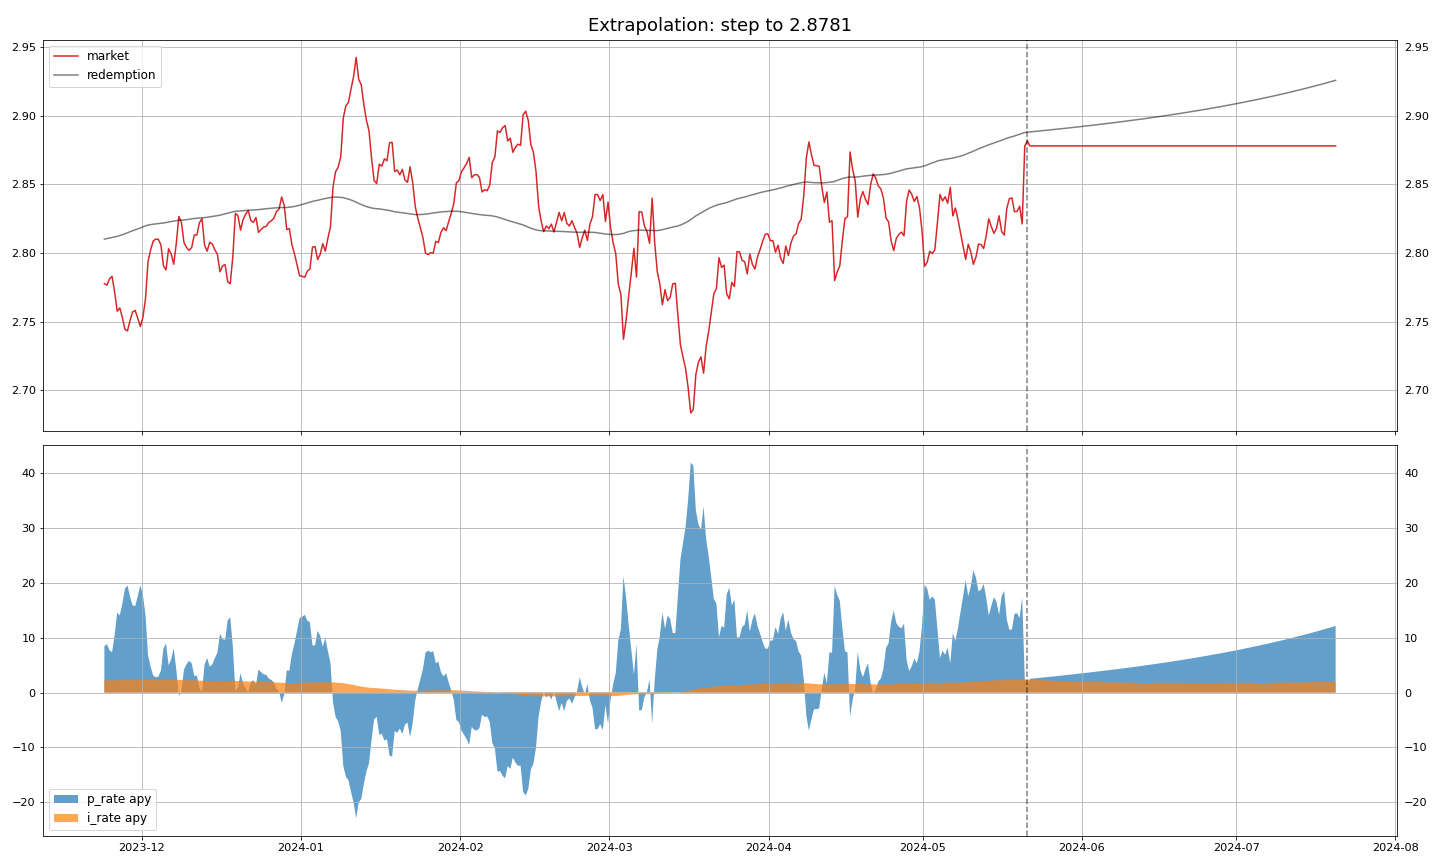 Extrapolation: step to 2.8781
market
redemption
2.95 2.95
2.90 2.90
2.85 2.85
2.80 2.80
2.75 2.75
2.70 2.70
40 40
30 30
20 20
10 10
0 0
−10 −10
−20 −20
p_rate apy
i_rate apy
2023-12 2024-01 2024-02 2024-03 2024-04 2024-05 2024-06 2024-07 2024-08